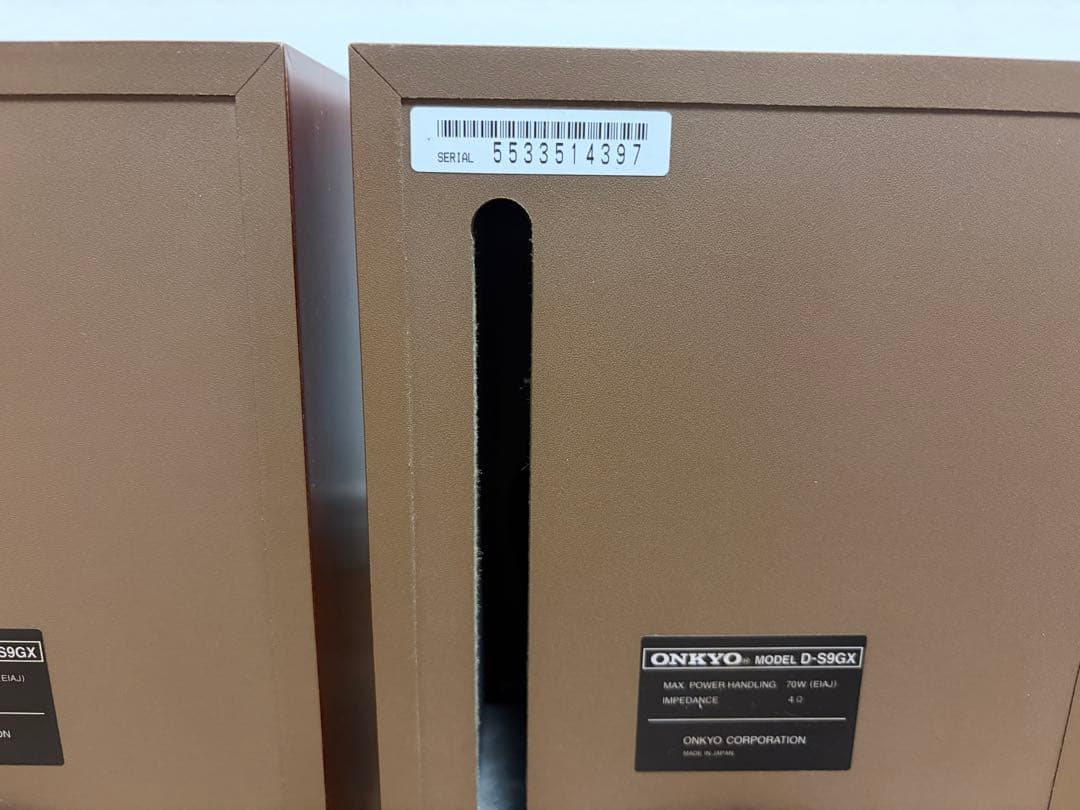 SERIAL 5533514397
S9GX
(EIAJ)
ON
ONKYO® MODEL D-S9GX
MAX. POWER HANDLING 70W (EIAJ)
IMPEDANCE 4Ω
ONKYO CORPORATION
MADE IN JAPAN